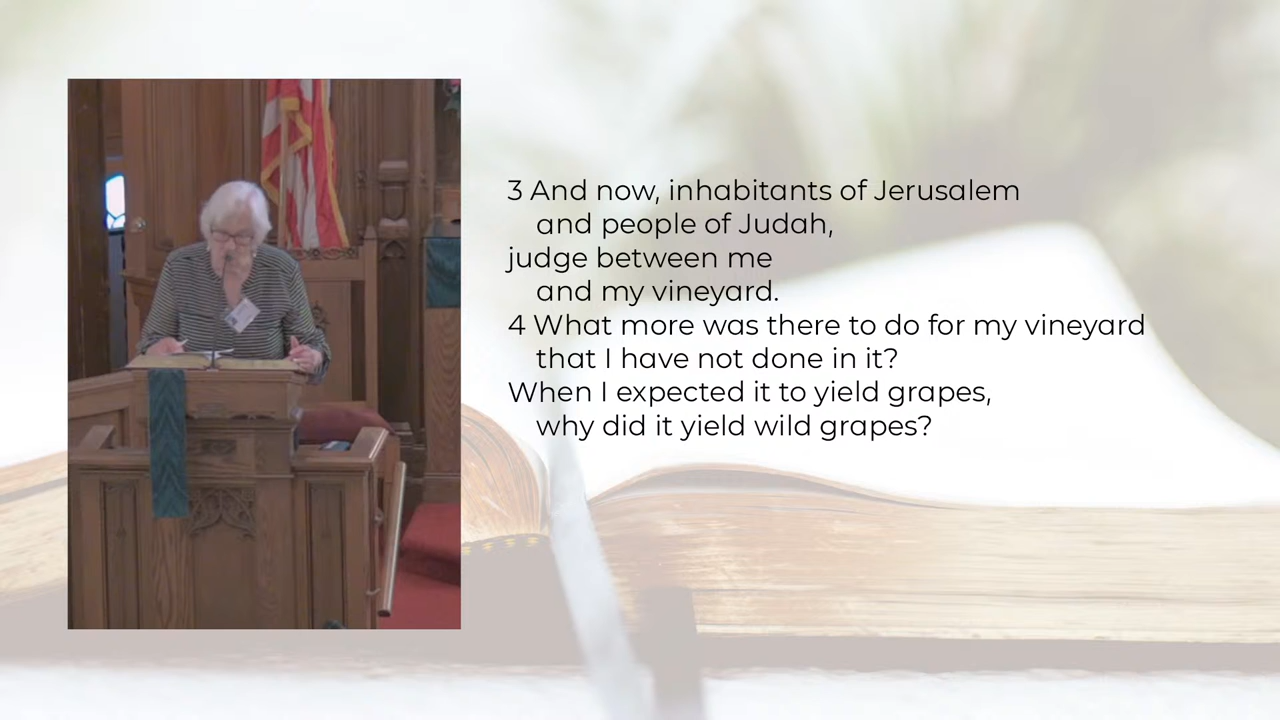 3 And now, inhabitants of Jerusalem
and people of Judah,
judge between me
and my vineyard.
4 What more was there to do for my vineyard
that I have not done in it?
When I expected it to yield grapes,
why did it yield wild grapes?